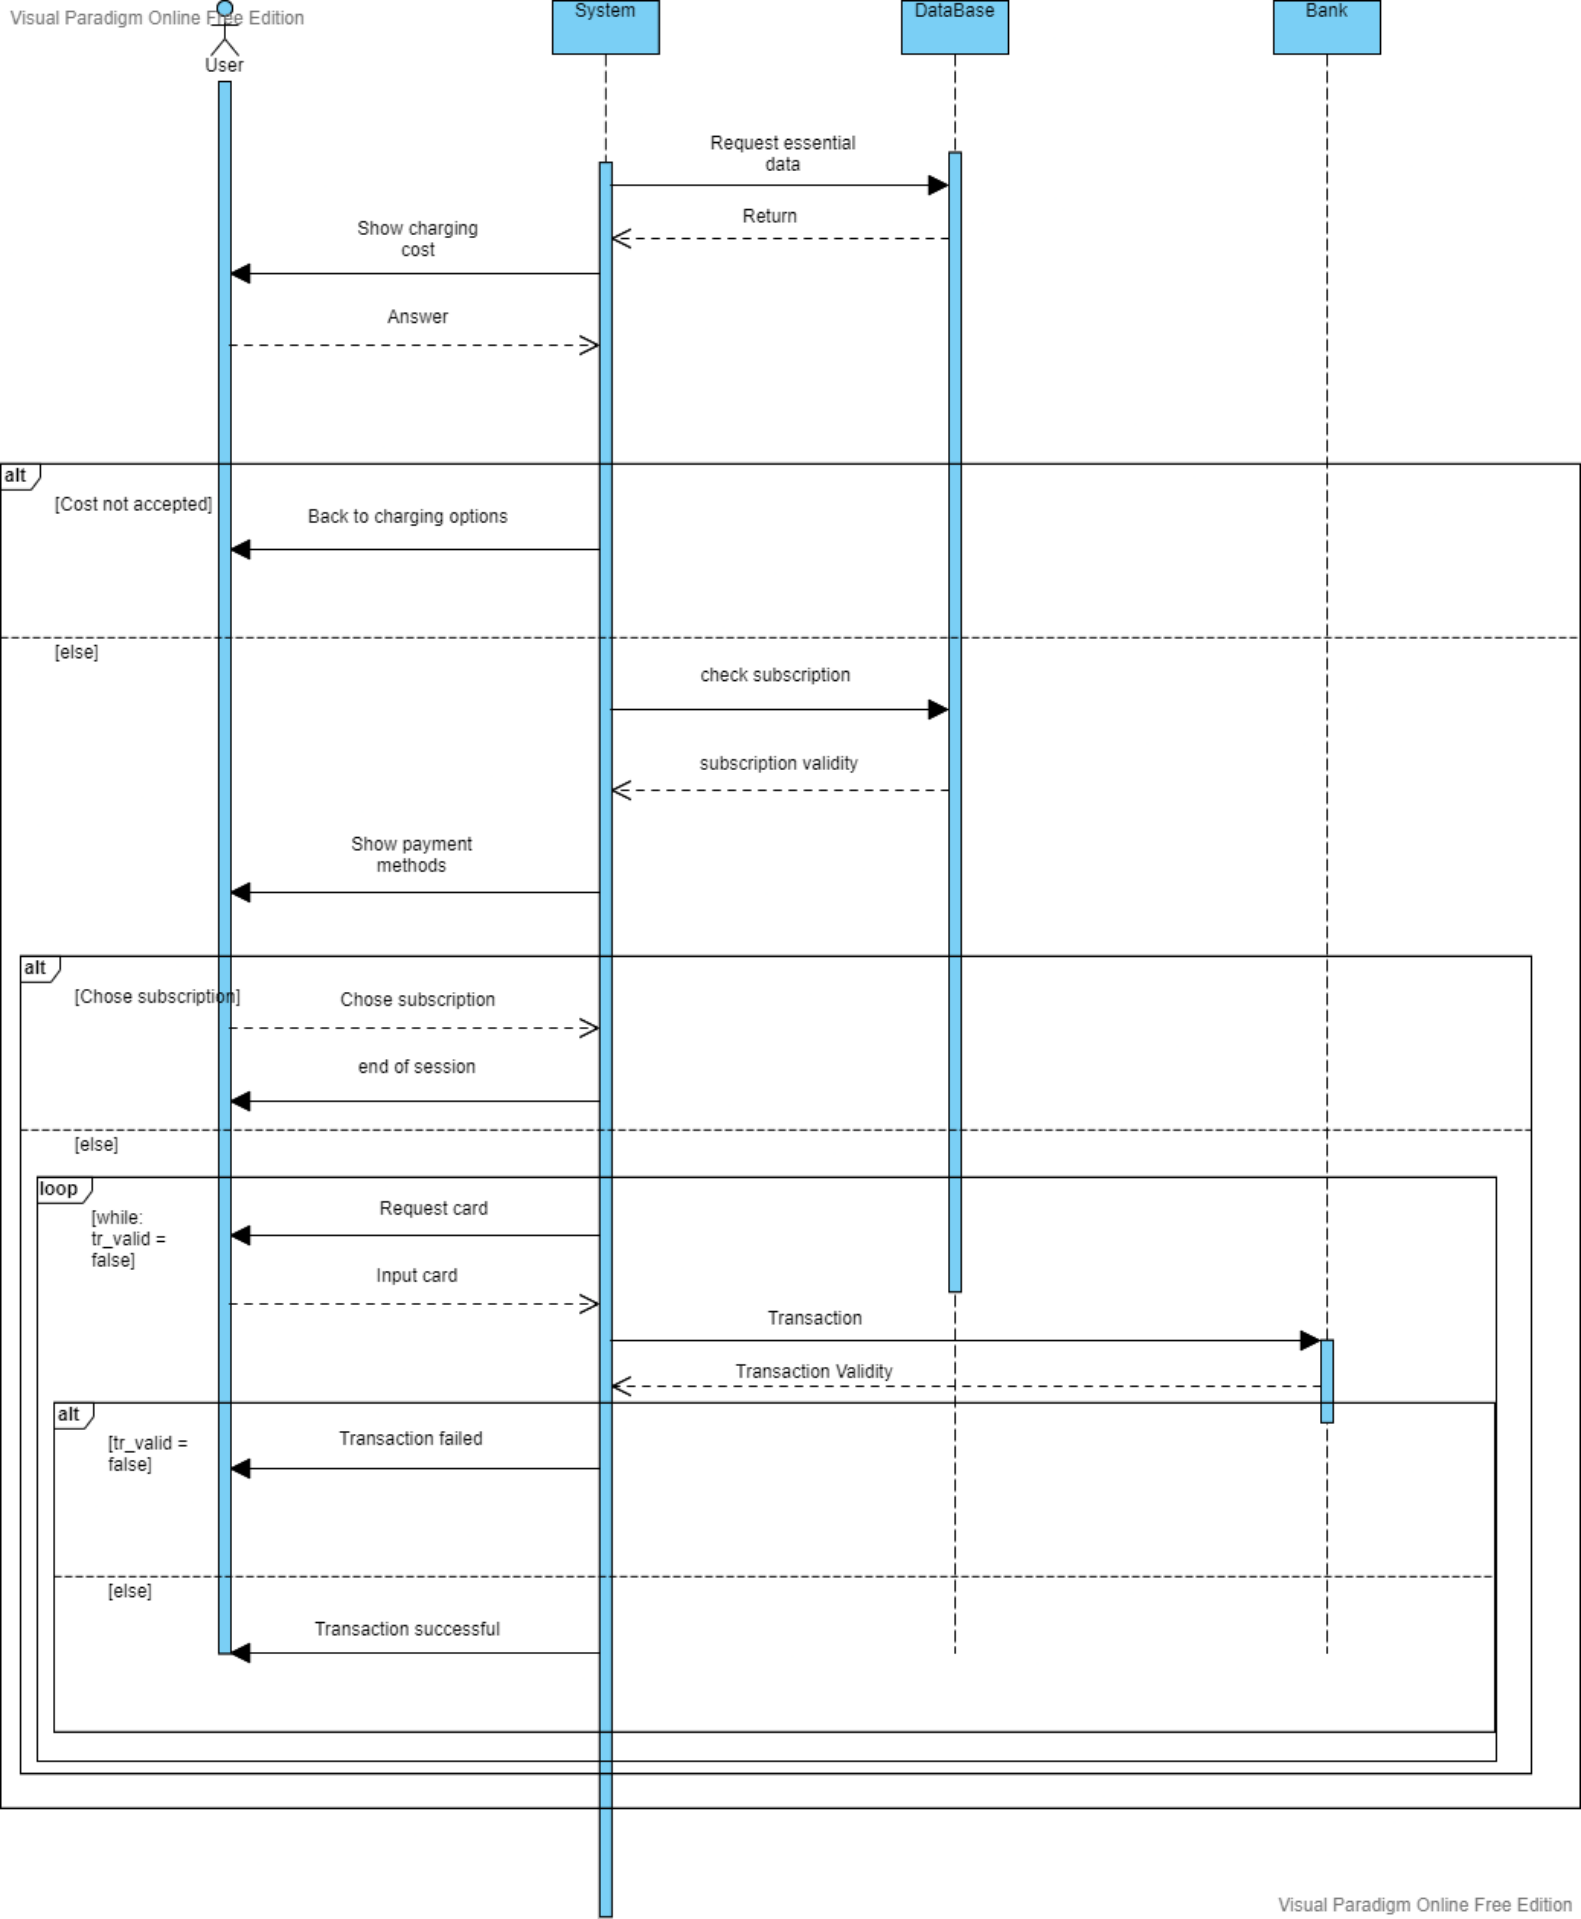 Visual Paradigm Online Free Edition
System
DataBase
Bank
User
Request essential
data
Return
Show charging
cost
Answer
alt
[Cost not accepted]
Back to charging options
[else]
check subscription
subscription validity
Show payment
methods
alt
[Chose subscription]
Chose subscription
end of session
[else]
loop
Request card
[while:
tr_valid =
false]
Input card
Transaction
Transaction Validity
alt
[tr_valid =
false]
Transaction failed
[else]
Transaction successful
Visual Paradigm Online Free Edition